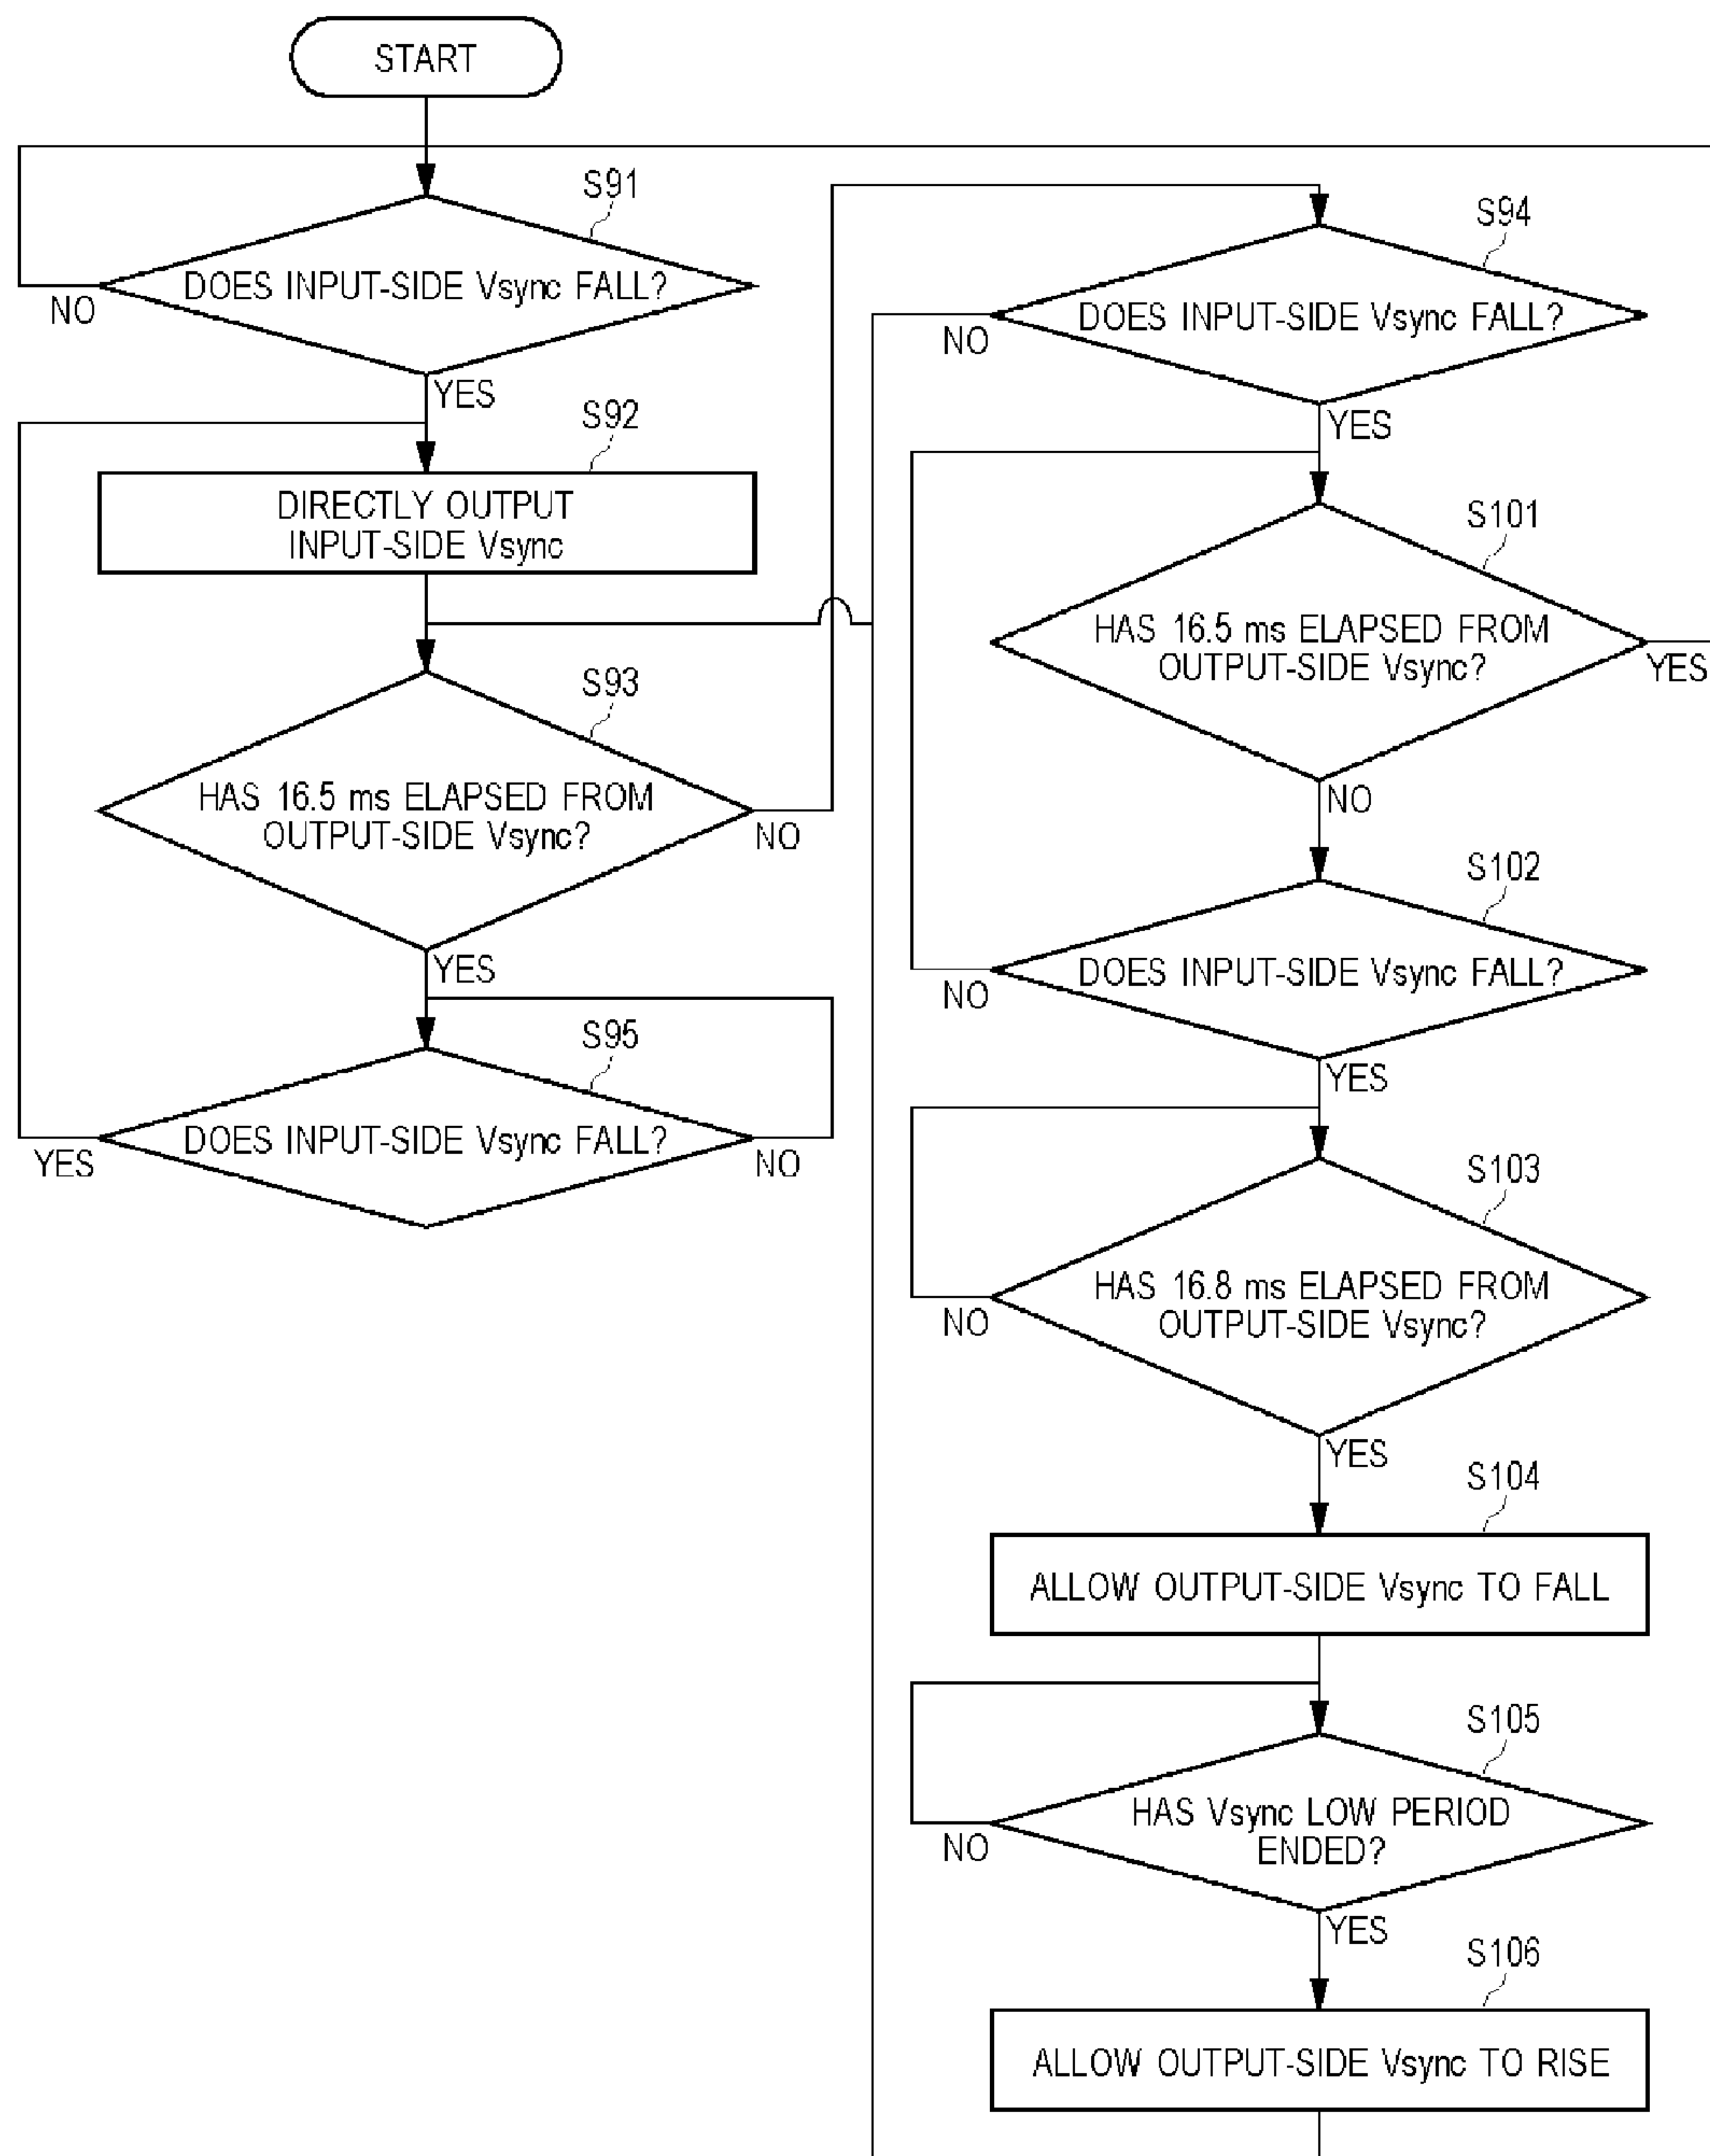 START
S91
DOES INPUT-SIDE Vsync FALL?
NO
YES
S92
DIRECTLY OUTPUT
INPUT-SIDE Vsync
S93
HAS 16.5 ms ELAPSED FROM
OUTPUT-SIDE Vsync?
NO
YES
S95
DOES INPUT-SIDE Vsync FALL?
YES
NO
S94
DOES INPUT-SIDE Vsync FALL?
NO
YES
S101
HAS 16.5 ms ELAPSED FROM
OUTPUT-SIDE Vsync?
YES
NO
S102
DOES INPUT-SIDE Vsync FALL?
NO
YES
S103
HAS 16.8 ms ELAPSED FROM
OUTPUT-SIDE Vsync?
NO
YES
S104
ALLOW OUTPUT-SIDE Vsync TO FALL
S105
HAS Vsync LOW PERIOD
ENDED?
NO
YES
S106
ALLOW OUTPUT-SIDE Vsync TO RISE